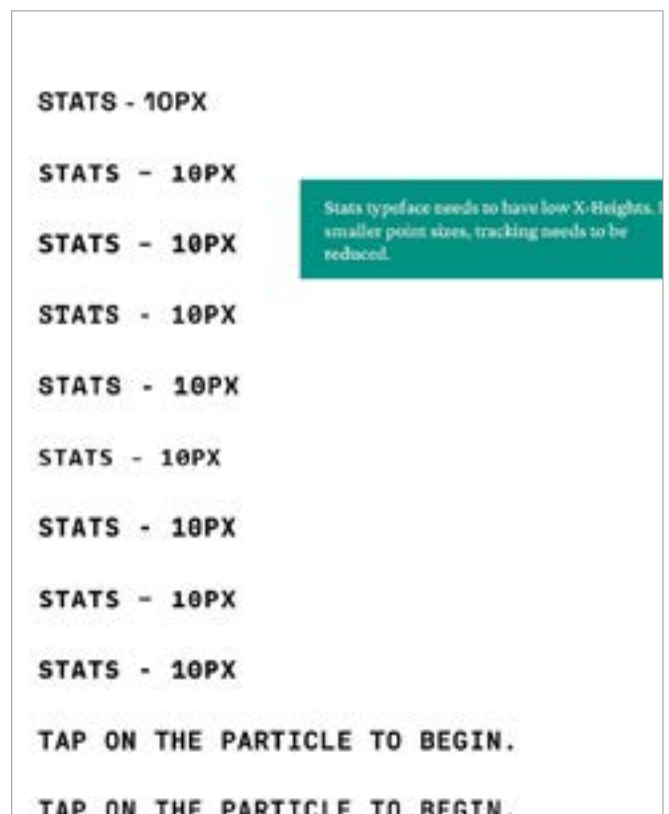 STATS - 10PX
STATS – 10PX
Stats typeface needs to have low X-Heights.
smaller point sizes, tracking needs to be
reduced.
STATS – 10PX
STATS - 10PX
STATS - 10PX
STATS - 10PX
STATS - 10PX
STATS – 10PX
STATS - 10PX
TAP ON THE PARTICLE TO BEGIN.
TAP ON THE PARTICLE TO BEGIN.